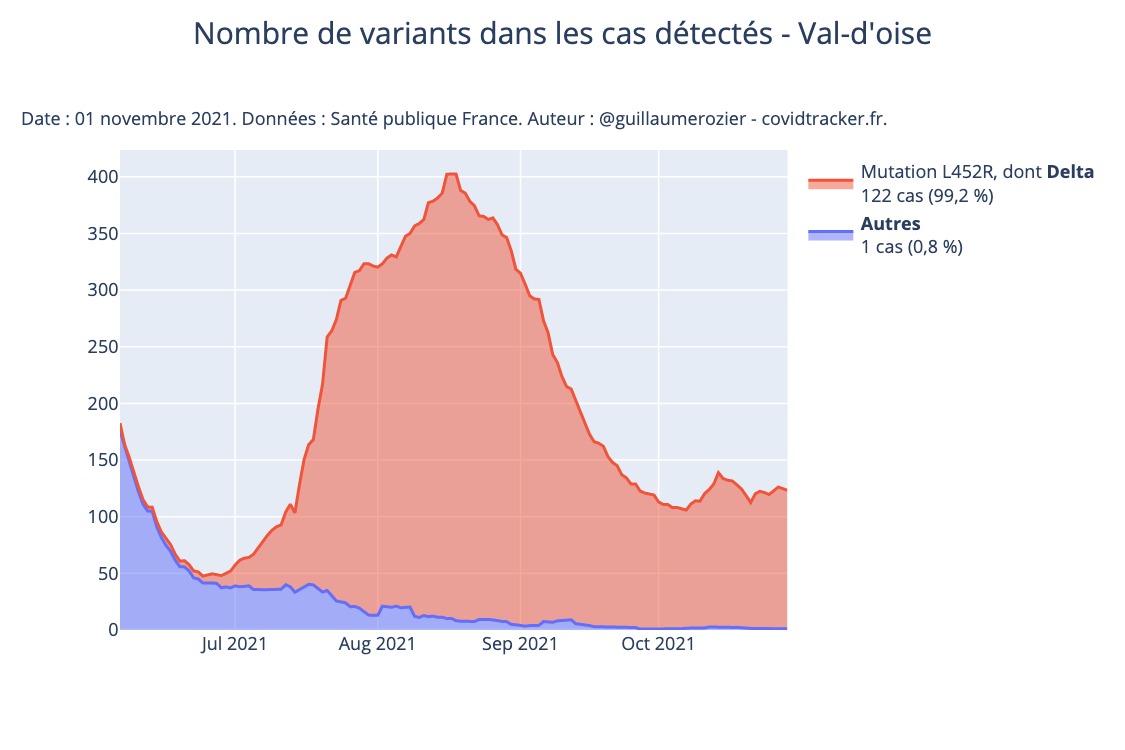 Nombre de variants dans les cas détectés - Val-d'oise
Date : 01 novembre 2021. Données : Santé publique France. Auteur : @guillaumerozier - covidtracker.fr.
Mutation L452R, dont Delta
122 cas (99,2 %)
Autres
1 cas (0,8 %)
400
350
300
250
200
150
100
50
0
Jul 2021 Aug 2021 Sep 2021 Oct 2021